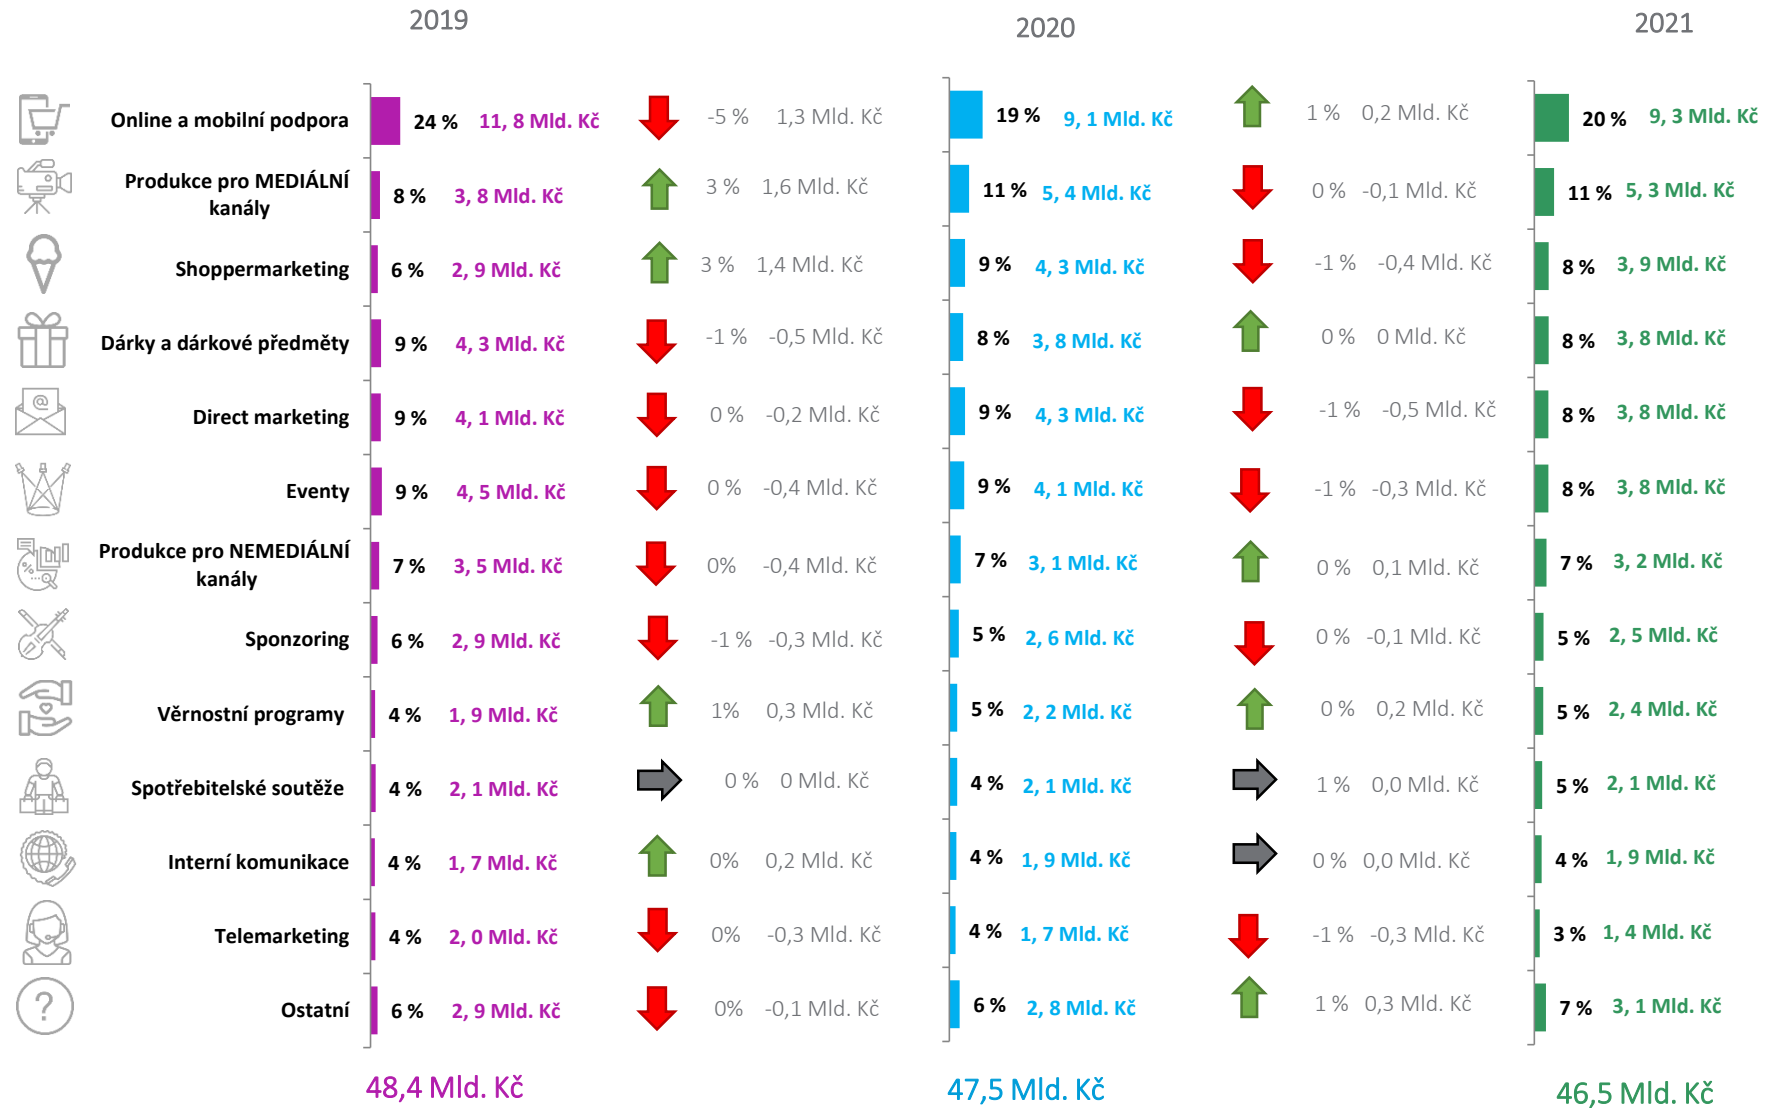 2019 2020 2021
Online a mobilní podpora 24 % 11, 8 Mld. Kč -5 % 1,3 Mld. Kč 19 % 9, 1 Mld. Kč 1 % 0,2 Mld. Kč 20 % 9, 3 Mld. Kč
Produkce pro MEDIÁLNÍ
kanály 8 % 3, 8 Mld. Kč 3 % 1,6 Mld. Kč 11 % 5, 4 Mld. Kč 0 % -0,1 Mld. Kč 11 % 5, 3 Mld. Kč
Shoppermarketing 6 % 2, 9 Mld. Kč 3 % 1,4 Mld. Kč 9 % 4, 3 Mld. Kč -1 % -0,4 Mld. Kč 8 % 3, 9 Mld. Kč
Dárky a dárkové předměty 9 % 4, 3 Mld. Kč -1 % -0,5 Mld. Kč 8 % 3, 8 Mld. Kč 0 % 0 Mld. Kč 8 % 3, 8 Mld. Kč
@
Direct marketing 9 % 4, 1 Mld. Kč 0 % -0,2 Mld. Kč 9 % 4, 3 Mld. Kč -1 % -0,5 Mld. Kč 8 % 3, 8 Mld. Kč
Eventy 9 % 4, 5 Mld. Kč 0 % -0,4 Mld. Kč 9 % 4, 1 Mld. Kč -1 % -0,3 Mld. Kč 8 % 3, 8 Mld. Kč
Produkce pro NEMEDIÁLNÍ
kanály 7 % 3, 5 Mld. Kč 0% -0,4 Mld. Kč 7 % 3, 1 Mld. Kč 0 % 0,1 Mld. Kč 7 % 3, 2 Mld. Kč
Sponzoring 6 % 2, 9 Mld. Kč -1 % -0,3 Mld. Kč 5 % 2, 6 Mld. Kč 0 % -0,1 Mld. Kč 5 % 2, 5 Mld. Kč
Věrnostní programy 4 % 1, 9 Mld. Kč 1% 0,3 Mld. Kč 5 % 2, 2 Mld. Kč 0 % 0,2 Mld. Kč 5 % 2, 4 Mld. Kč
Spotřebitelské soutěže 4 % 2, 1 Mld. Kč 0 % 0 Mld. Kč 4 % 2, 1 Mld. Kč 1 % 0,0 Mld. Kč 5 % 2, 1 Mld. Kč
Interní komunikace 4 % 1, 7 Mld. Kč 0% 0,2 Mld. Kč 4 % 1, 9 Mld. Kč 0 % 0,0 Mld. Kč 4 % 1, 9 Mld. Kč
Telemarketing 4 % 2, 0 Mld. Kč 0% -0,3 Mld. Kč 4 % 1, 7 Mld. Kč -1 % -0,3 Mld. Kč 3 % 1, 4 Mld. Kč
? Ostatní 6 % 2, 9 Mld. Kč 0% -0,1 Mld. Kč 6 % 2, 8 Mld. Kč 1 % 0,3 Mld. Kč 7 % 3, 1 Mld. Kč
48,4 Mld. Kč 47,5 Mld. Kč 46,5 Mld. Kč